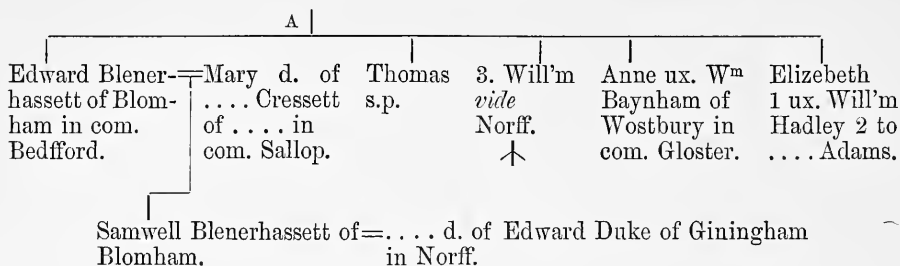 A
Edward Blener-
hassett of Blom-
ham in com.
Bedfford.
Mary d. of
.... Cressett
of .... in
com. Sallop.
Thomas
s.p.
3. Will'm
vide
Norff.
Anne ux. Wm
Baynham of
Wostbury in
com. Gloster.
Elizebeth
1 ux. Will'm
Hadley 2 to
.... Adams.
Samwell Blenerhassett of=.... d. of Edward Duke of Giningham
Blomham. in Norff.